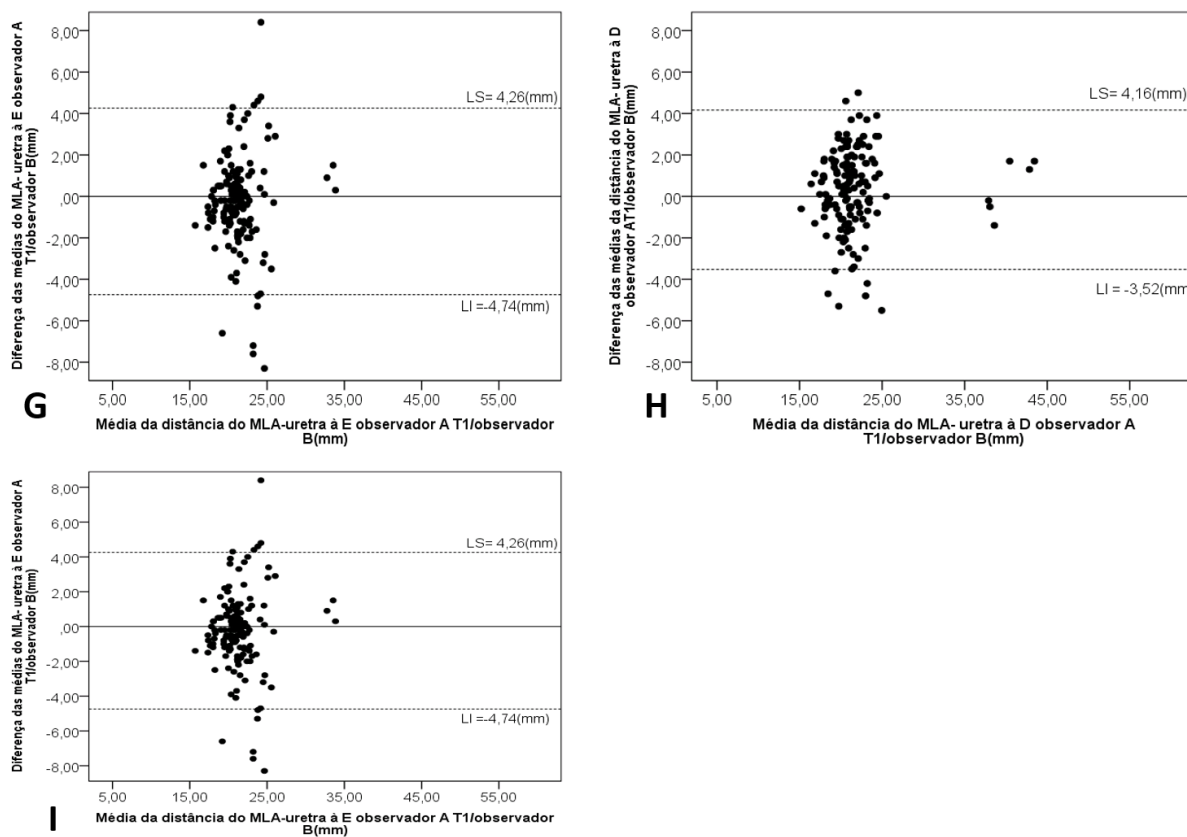 Diferença das médias do MLA- uretra à E observador A
T1/observador B(mm)
8,00
6,00
4,00
2,00
,00
-2,00
-4,00
-6,00
-8,00
LS= 4,26(mm)
LI =-4,74(mm)
5,00 15,00 25,00 35,00 45,00 55,00
G
Média da distância do MLA-uretra à E observador A T1/observador
B(mm)
Diferença das médias da distância do MLA- uretra à D
observador AT1/observador B(mm)
8,00
6,00
4,00
2,00
,00
-2,00
-4,00
-6,00
-8,00
LS= 4,16(mm)
LI = -3,52(mm)
5,00 15,00 25,00 35,00 45,00 55,00
H
Média da distância do MLA- uretra à D observador A
T1/observador B(mm)
Diferença das médias do MLA- uretra à E observador A
T1/observador B(mm)
8,00
6,00
4,00
2,00
,00
-2,00
-4,00
-6,00
-8,00
LS= 4,26(mm)
LI =-4,74(mm)
5,00 15,00 25,00 35,00 45,00 55,00
I
Média da distância do MLA-uretra à E observador A T1/observador
B(mm)